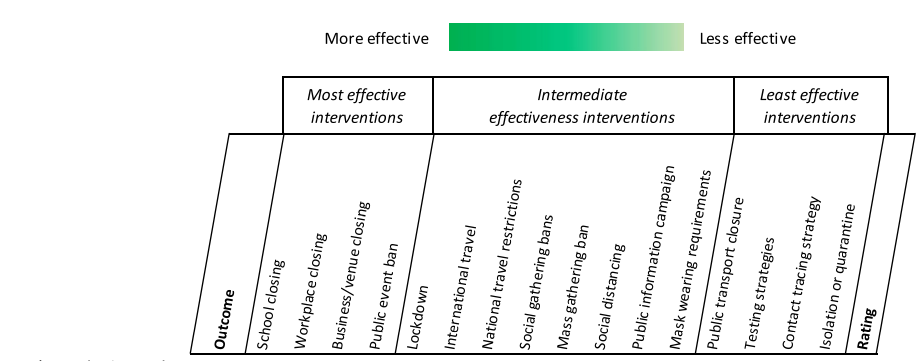 More effective
Less effective
Most effective
interventions
Intermediate
effectiveness interventions
Least effective
interventions
Outcome
School closing
Workplace closing
Business/venue closing
Public event ban
Lockdown
International travel
National travel restrictions
Social gathering bans
Mass gathering ban
Social distancing
Public information campaign
Mask wearing requirements
Public transport closure
Testing strategies
Contact tracing strategy
Isolation or quarantine
Rating